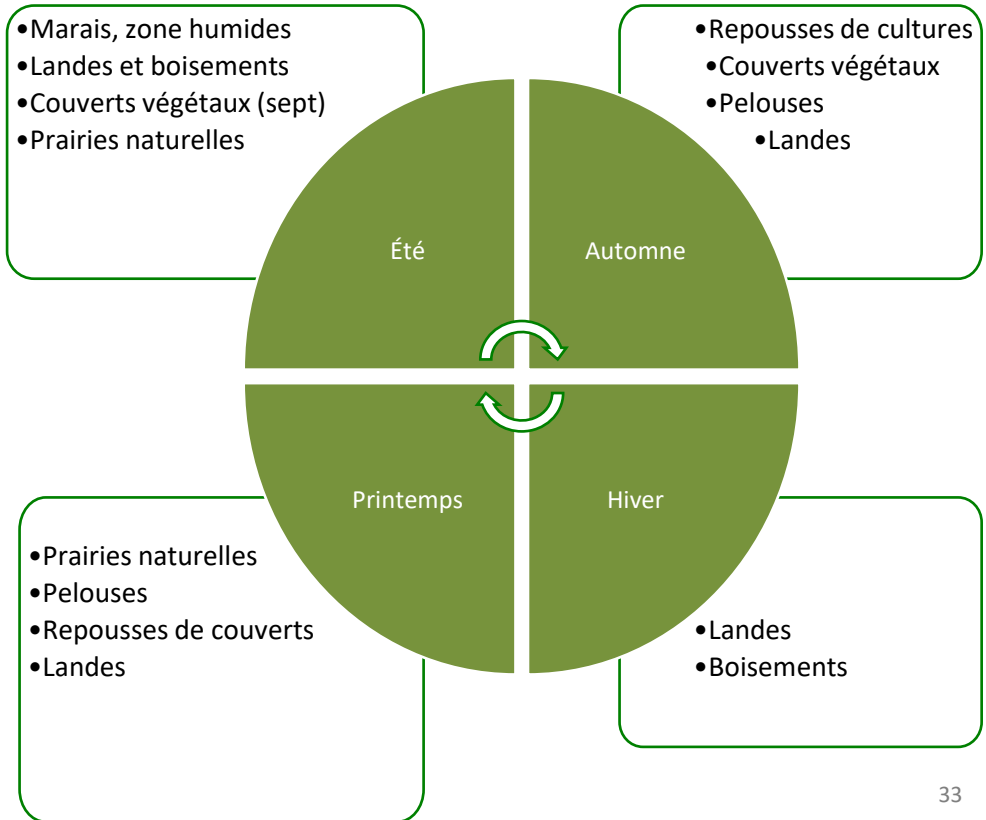 •Marais, zone humides
•Landes et boisements
•Couverts végétaux (sept)
•Prairies naturelles
•Repousses de cultures
•Couverts végétaux
•Pelouses
•Landes
Été
Automne
Printemps
Hiver
•Prairies naturelles
•Pelouses
•Repousses de couverts
•Landes
•Landes
•Boisements
33